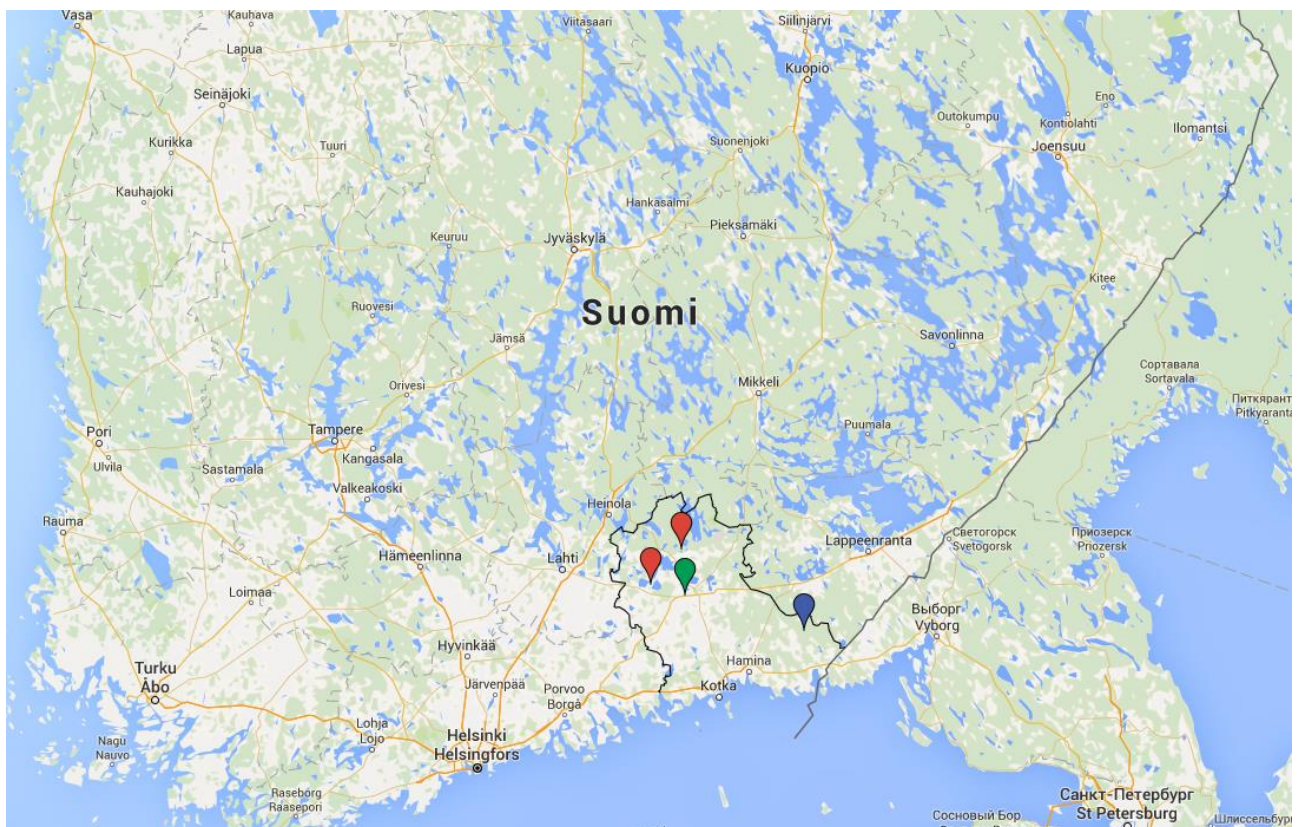 Vasa
Kauhava
Viitasaari
Siilinjärvi
Lapua
Kuopio
Seinäjoki
Eno
Outokumpu
Kontiolahti
Ilomantsi
Kurikka
Tuuri
Suonenjoki
Joensuu
Kauhajoki
Hankasalmi
Pieksämäki
Keuruu
Jyväskylä
Kitee
Ruovesi
Suomi
Jämsä
Savonlinna
Сортавала
Sortavala
Orivesi
Mikkeli
Питкярант
Pitkyaranta
Pori
Tampere
Puumala
Ulvila
Kangasala
Sastamala
Valkeakoski
Heinola
Rauma
Светогорск
Svetogorsk
Приозерск
Priozersk
Lappeenranta
Hämeenlinna
Lahti
Loimaa
Выборг
Vyborg
Hyvinkää
Hamina
Turku
Åbo
Järvenpää
Porvoo
Borgå
Kotka
Lohja
Lojo
Nagu
Nauvo
Helsinki
Helsingfors
Raseborg
Raasepori
Санкт-Петербург
St Petersburg
Сосновый Бор
Шлиссельбург